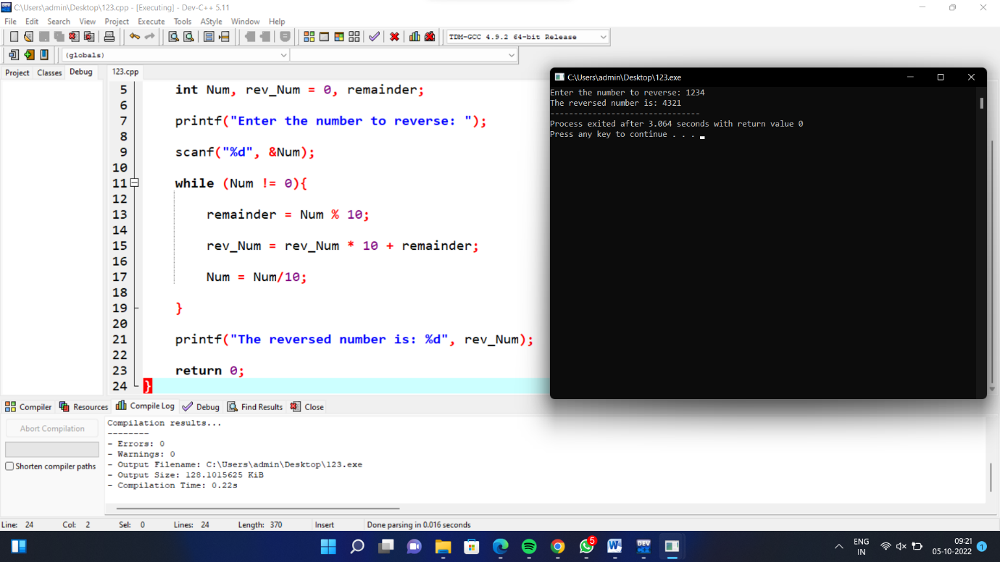 C:\Users\admin\Desktop\123.cpp - [Executing] - Dev-C++ 5.11
File Edit Search View Project Execute Tools AStyle Window Help
TDM-GCC 4.9.2 64-bit Release
(globals)
Project Classes Debug
123.cpp
5 int Num, rev_Num = 0, remainder;
6
7 printf("Enter the number to reverse: ");
8
9 scanf("%d", &Num);
10
11 while (Num != 0){
12
13 remainder = Num % 10;
14
15 rev_Num = rev_Num * 10 + remainder;
16
17 Num = Num/10;
18
19 }
20
21 printf("The reversed number is: %d", rev_Num);
22
23 return 0;
24 }
C:\Users\admin\Desktop\123.exe
Enter the number to reverse: 1234
The reversed number is: 4321
--------------------------------
Process exited after 3.064 seconds with return value 0
Press any key to continue . . .
Compiler Resources Compile Log Debug Find Results Close
Abort Compilation
Shorten compiler paths
Compilation results...
--------
- Errors: 0
- Warnings: 0
- Output Filename: C:\Users\admin\Desktop\123.exe
- Output Size: 128.1015625 KiB
- Compilation Time: 0.22s
Line: 24 Col: 2 Sel: 0 Lines: 24 Length: 370 Insert Done parsing in 0.016 seconds
5
W
DEV
ENG
IN
09:21
05-10-2022
1